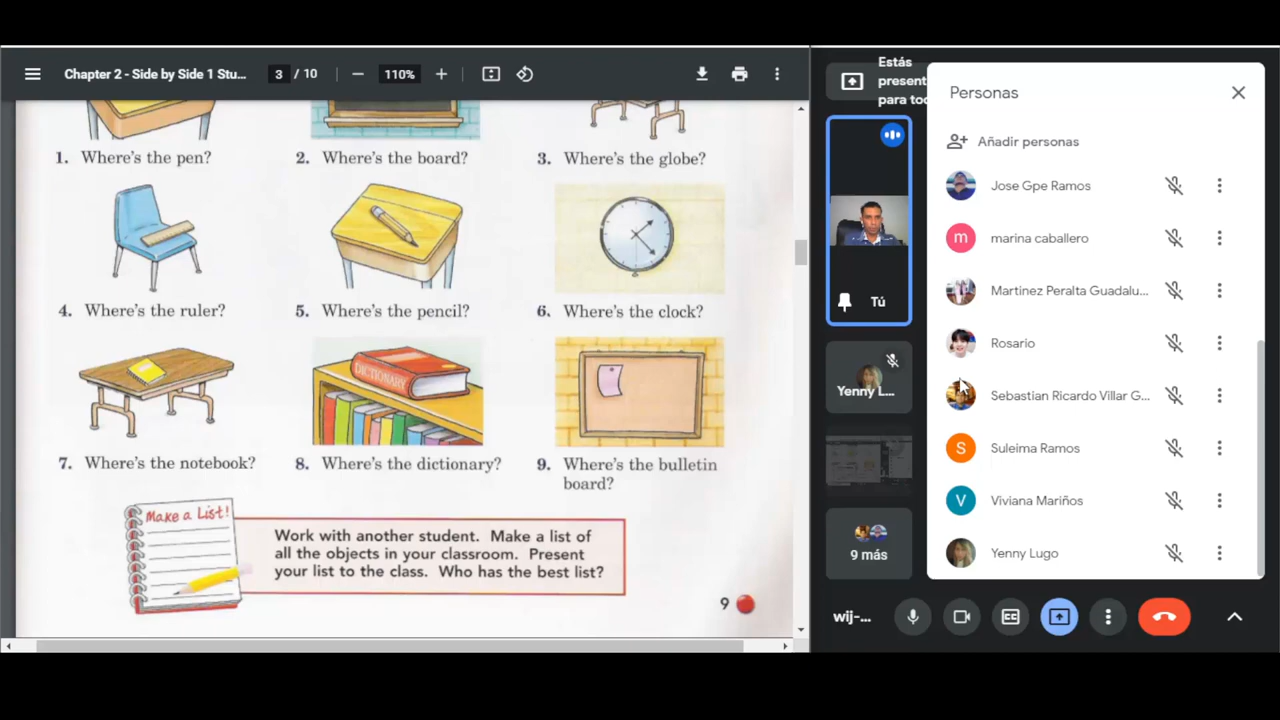 Chapter 2 - Side by Side 1 Stu...
3 / 10
110%
1. Where's the pen?
2. Where's the board?
3. Where's the globe?
4. Where's the ruler?
5. Where's the pencil?
6. Where's the clock?
DICTIONARY
7. Where's the notebook?
8. Where's the dictionary?
9. Where's the bulletin
board?
Make a List!
Work with another student. Make a list of
all the objects in your classroom. Present
your list to the class. Who has the best list?
9
Estás
present
para too
Tú
Yenny L...
9 más
Personas
Añadir personas
Jose Gpe Ramos
m
marina caballero
Martinez Peralta Guadalu...
Rosario
Sebastian Ricardo Villar G...
S
Suleima Ramos
V
Viviana Mariños
Yenny Lugo
wij-...
CC